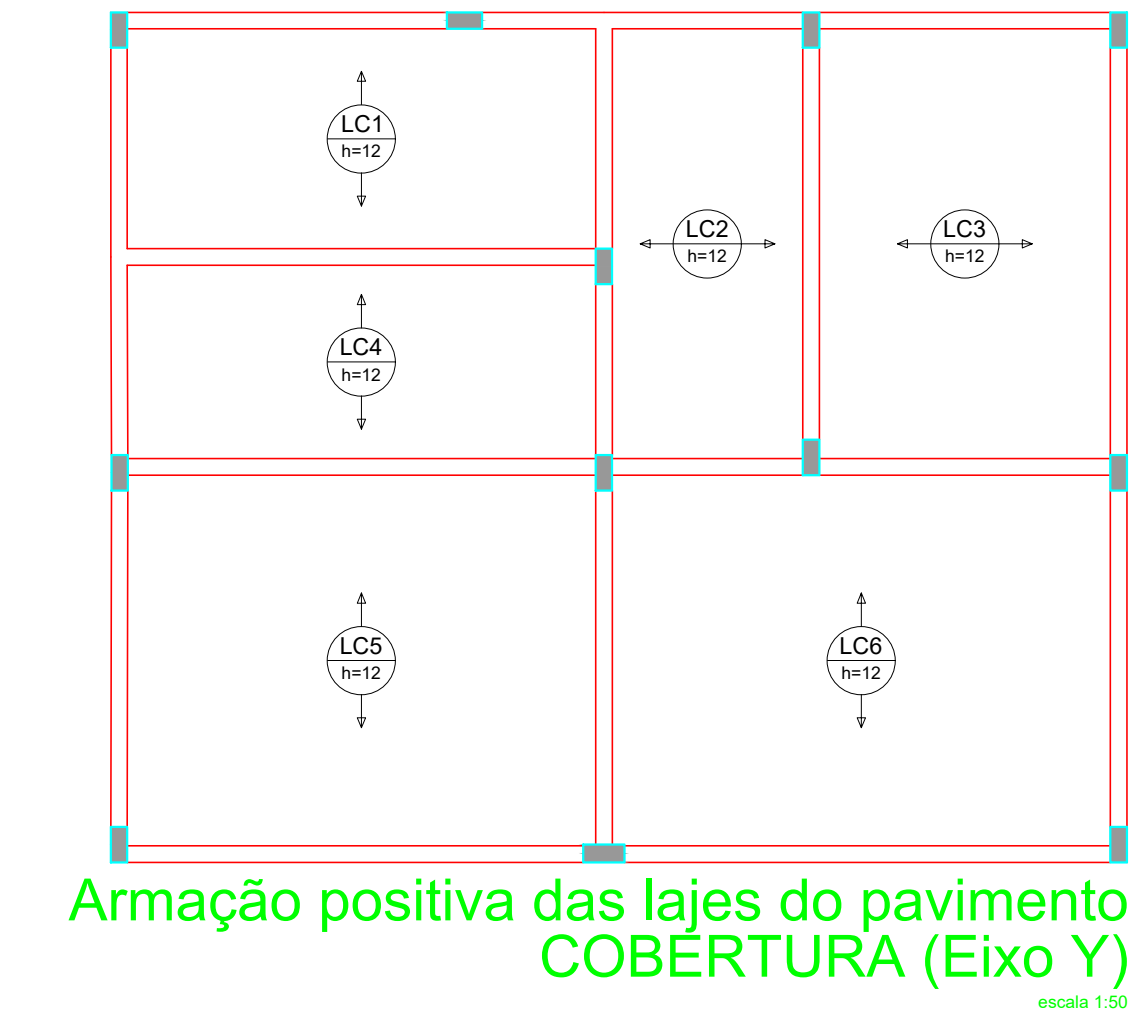 LC1
h=12
LC2
h=12
LC3
h=12
LC4
h=12
LC5
h=12
LC6
h=12
Armação positiva das lajes do pavimento
COBERTURA (Eixo Y)
escala 1:50